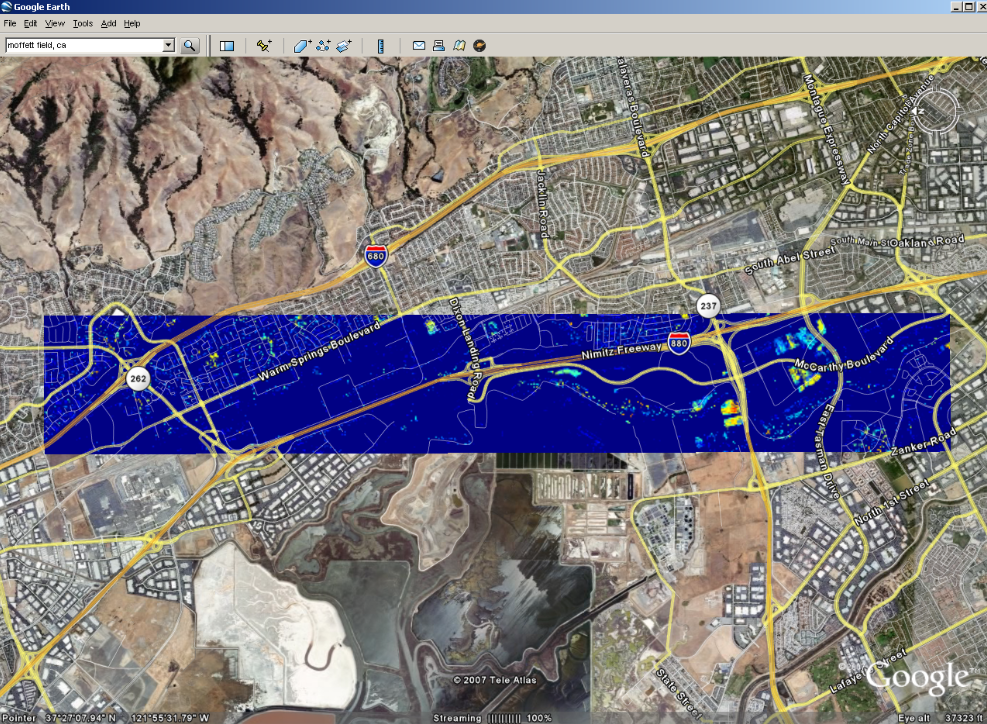 Google Earth
File Edit View Tools Add Help
moffett field, ca
Montague Expressway
North Capitol Avenue
Jacklin Road
680
South Main St
Oakland Road
South Abel Street
237
Dixon Landing Road
Warm Springs Boulevard
880
Nimitz Freeway
McCarthy Boulevard
262
East Tasman Drive
Zanker Road
North 1st Street
Lafayette Street
State Street
© 2007 Tele Atlas
Google™
Pointer 37°27'07.94" N 121°55'31.79" W
Streaming 100%
Eye alt 37323 ft